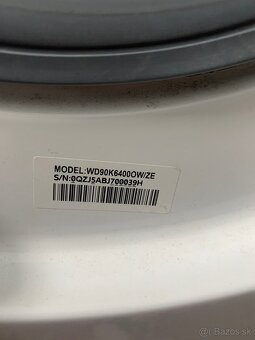 MODEL:WD90K6400OW/ZE
S/N:0QZJ5ABJ700039H
Bazos.sk